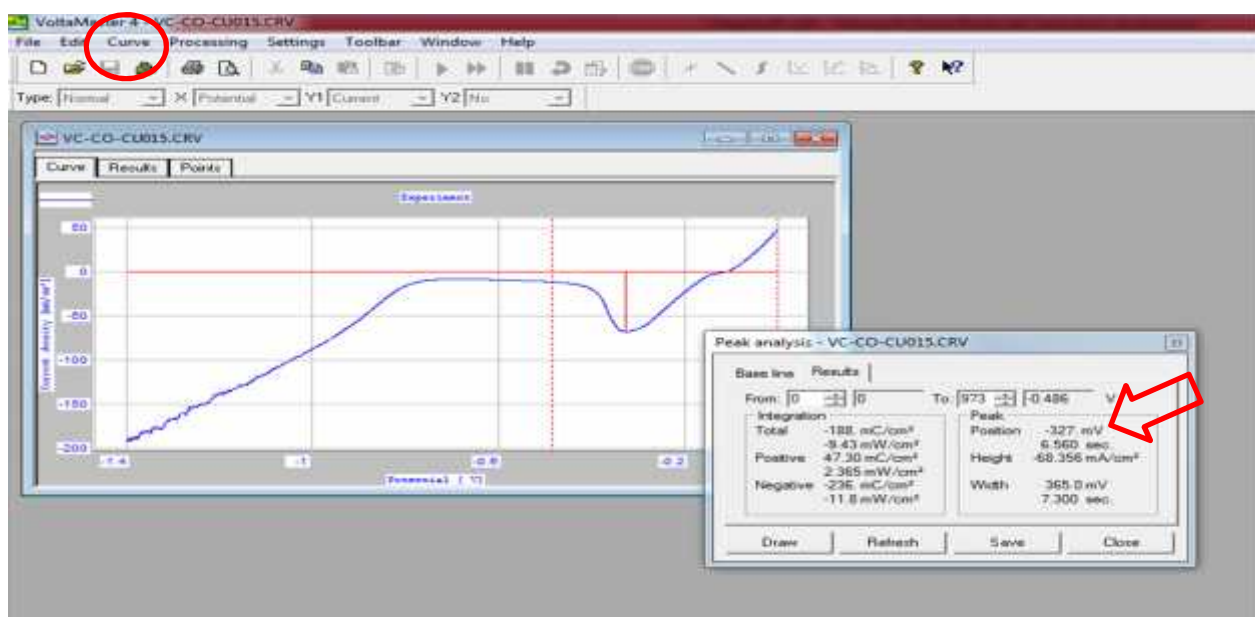 VoltaMaster 4 - VC-CO-CU015.CRV
File Edit Curve Processing Settings Toolbar Window Help
Type: Normal X Potential Y1 Current Y2 No
VC-CO-CU015.CRV
Curve Results Points
Experiment
50
0
-50
-100
-150
-200
Current density
-1.4 -1 -0.6 -0.2
Potential ( V)
Peak analysis - VC-CO-CU015.CRV
Base line Results
From: 0 0 To: 973 -0.486 V
Integration Peak
Total -188. mC/cm² Position -327. mV
-9.43 mW/cm² 6.560 sec.
Positive 47.30 mC/cm² Height -68.356 mA/cm²
2.365 mW/cm²
Negative -236. mC/cm² Width 365.0 mV
-11.8 mW/cm² 7.300 sec.
Draw Refresh Save Close